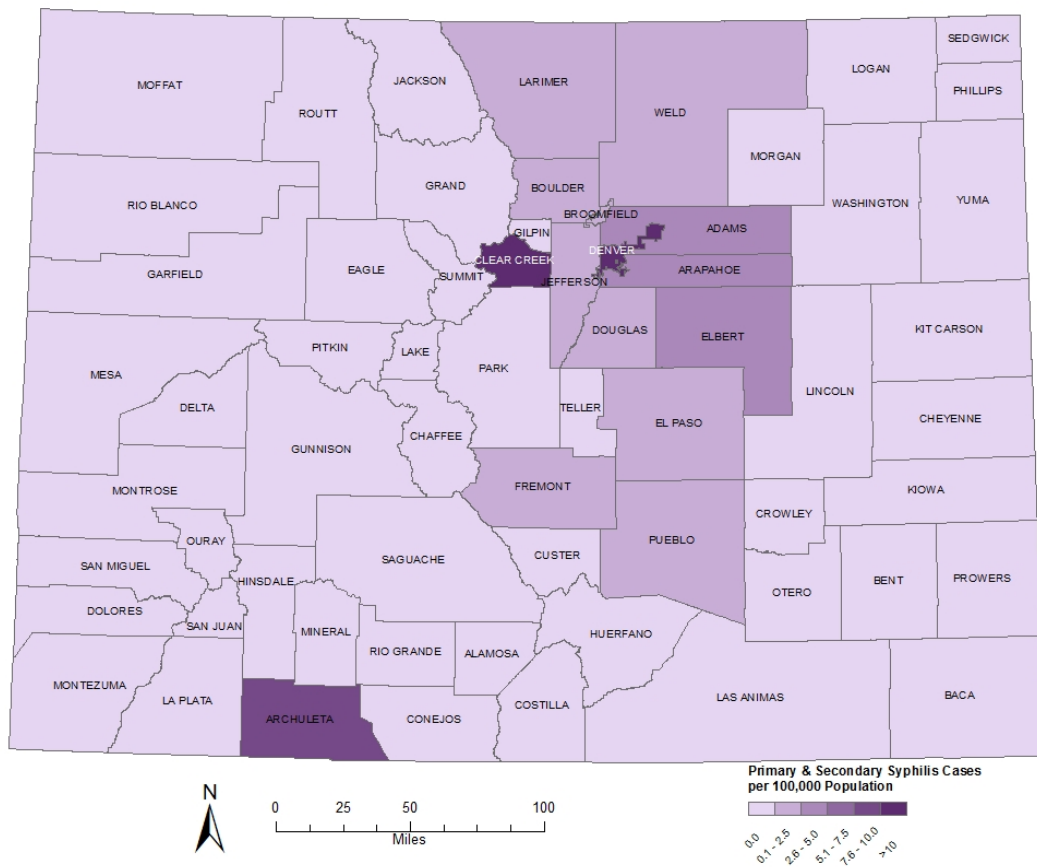 SEDGWICK
LOGAN
JACKSON
LARIMER
MOFFAT
PHILLIPS
ROUTT
WELD
MORGAN
GRAND
BOULDER
YUMA
WASHINGTON
RIO BLANCO
BROOMFIELD
GILPIN
ADAMS
DENVER
CLEAR CREEK
EAGLE
GARFIELD
SUMMIT
ARAPAHOE
JEFFERSON
DOUGLAS
ELBERT
KIT CARSON
PITKIN
LAKE
PARK
MESA
LINCOLN
TELLER
DELTA
CHEYENNE
EL PASO
CHAFFEE
GUNNISON
FREMONT
MONTROSE
KIOWA
CROWLEY
OURAY
PUEBLO
CUSTER
SAGUACHE
SAN MIGUEL
HINSDALE
BENT
PROWERS
OTERO
DOLORES
SAN JUAN
MINERAL
HUERFANO
RIO GRANDE
ALAMOSA
MONTEZUMA
LA PLATA
LAS ANIMAS
BACA
COSTILLA
ARCHULETA
CONEJOS
Primary & Secondary Syphilis Cases
per 100,000 Population
0.0
0.1 - 2.5
2.6 - 5.0
5.1 - 7.5
7.6 - 10.0
>10
N
0 25 50 100
Miles